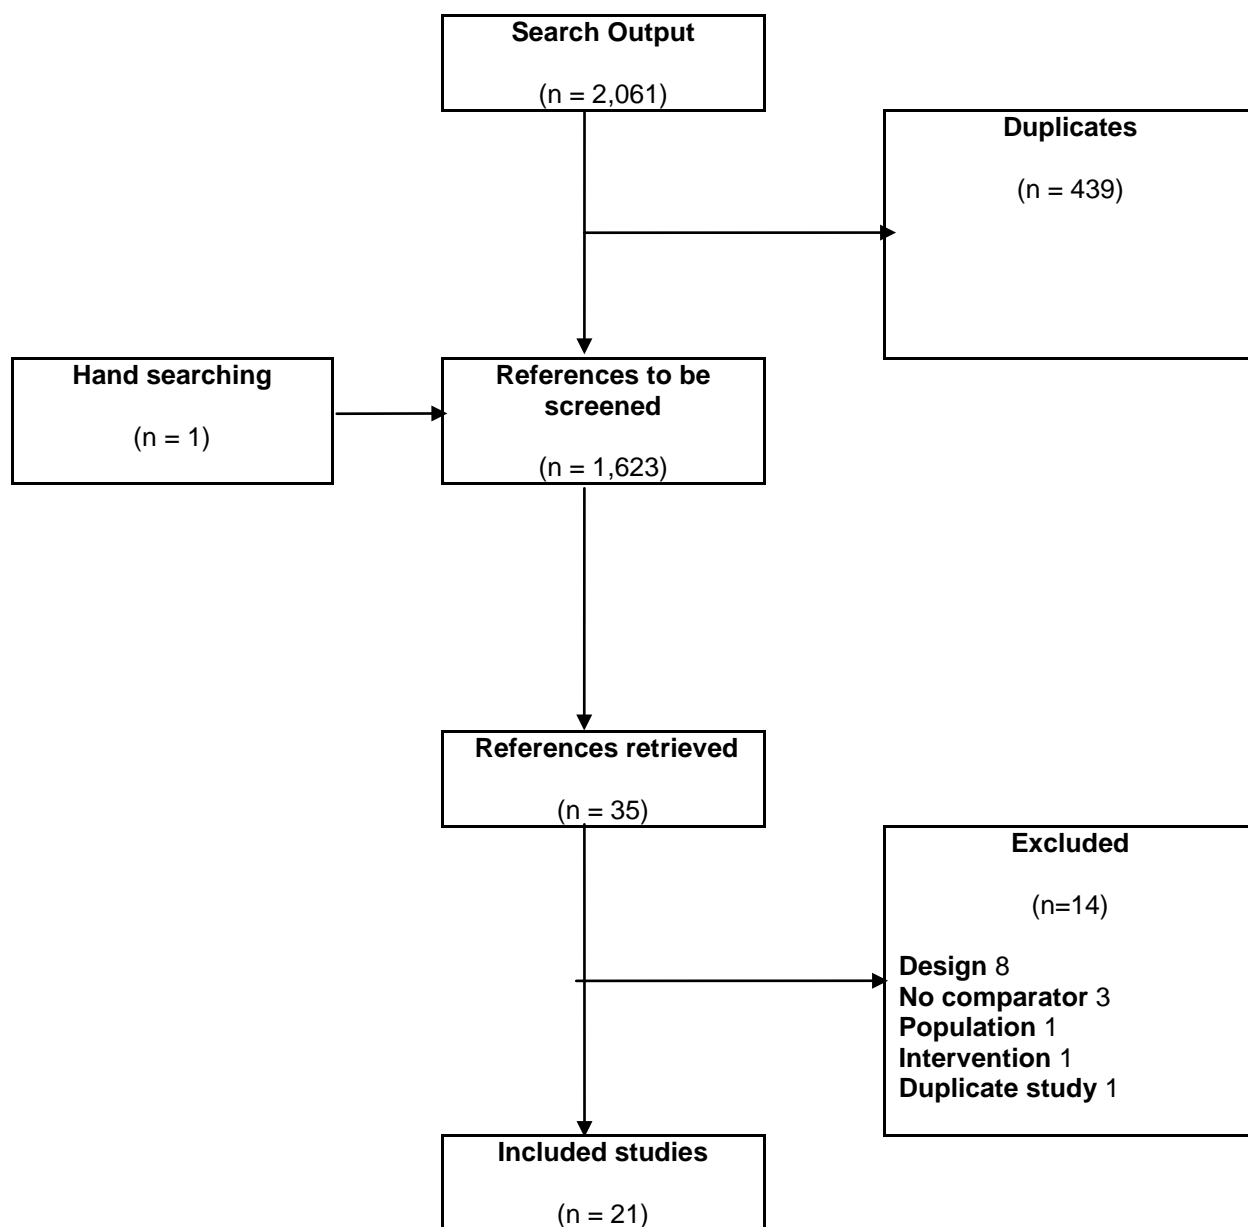 Search Output
(n = 2,061)
Duplicates
(n = 439)
Hand searching
(n = 1)
References to be
screened
(n = 1,623)
References retrieved
(n = 35)
Excluded
(n=14)
Design 8
No comparator 3
Population 1
Intervention 1
Duplicate study 1
Included studies
(n = 21)